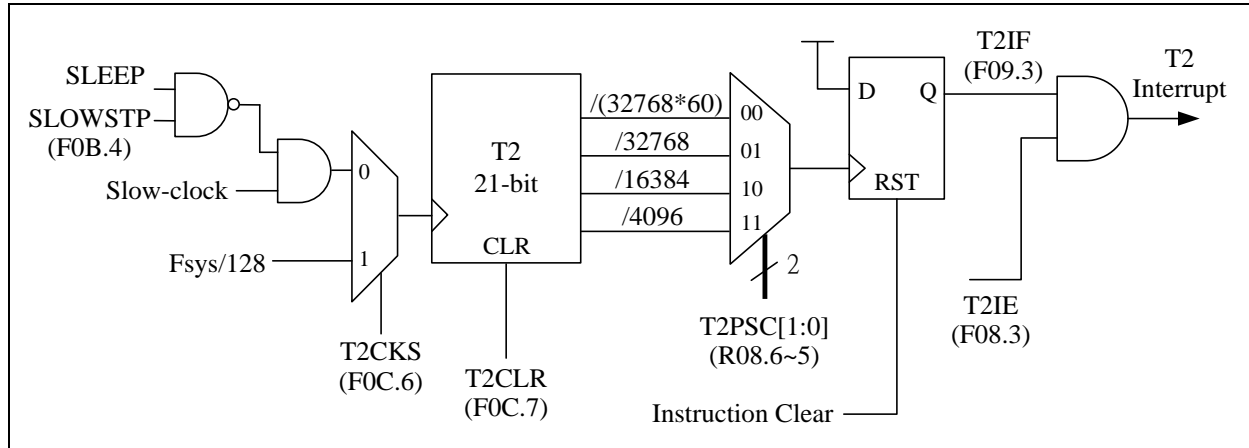 SLEEP
SLOWSTP
(F0B.4)
Slow-clock
Fsys/128
0
1
T2CKS
(F0C.6)
T2
21-bit
CLR
T2CLR
(F0C.7)
/(32768*60)
/32768
/16384
/4096
00
01
10
11
2
T2PSC[1:0]
(R08.6~5)
D
Q
RST
Instruction Clear
T2IF
(F09.3)
T2IE
(F08.3)
T2
Interrupt